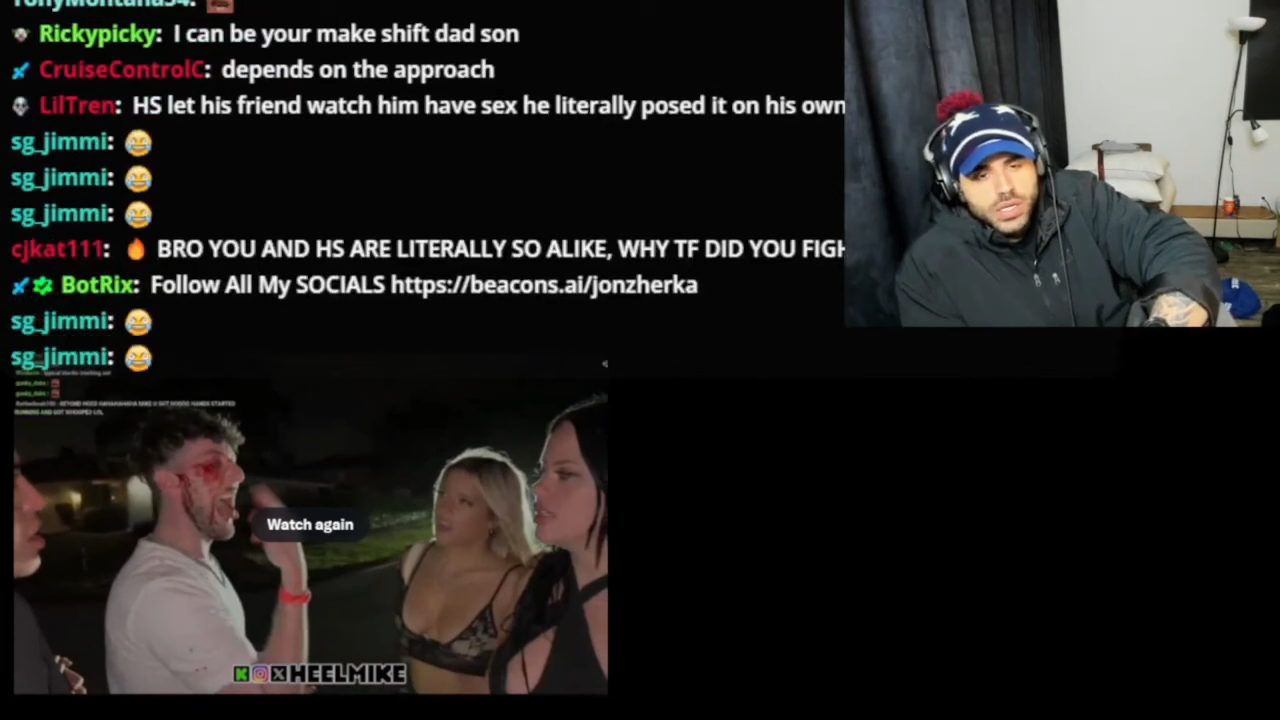 TonyMontana54:
Rickypicky: I can be your make shift dad son
CruiseControlC: depends on the approach
LilTren: HS let his friend watch him have sex he literally posed it on his own
sg_jimmi: 😂
sg_jimmi: 😂
sg_jimmi: 😂
cjkat111: 🔥 BRO YOU AND HS ARE LITERALLY SO ALIKE, WHY TF DID YOU FIGH
BotRix: Follow All My SOCIALS https://beacons.ai/jonzherka
sg_jimmi: 😂
sg_jimmi: 😂
Watch again
K X HEELMIKE